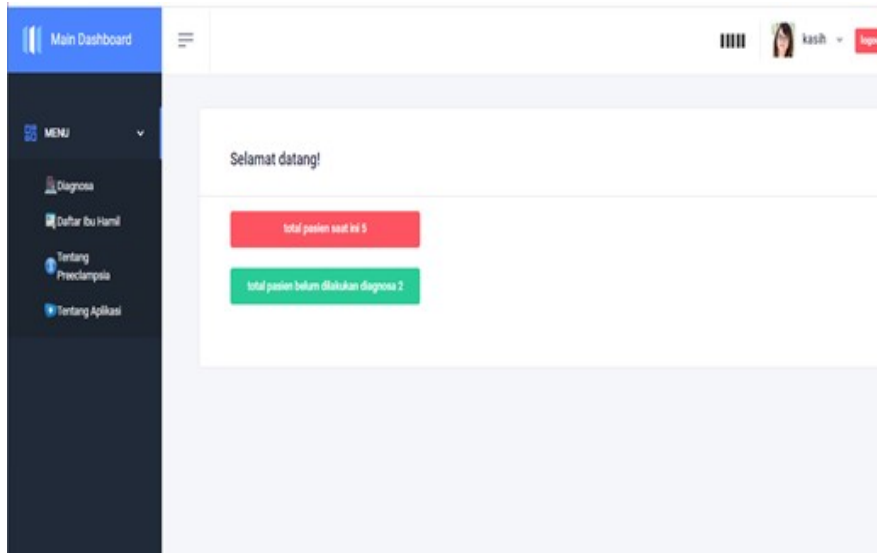 Main Dashboard
kasih
MENU
Selamat datang!
Diagnosa
Daftar Ibu Hamil
Tentang
Preeclampsia
Tentang Aplikasi
total pasien saat ini 5
total pasien belum dilakukan diagnosa 2